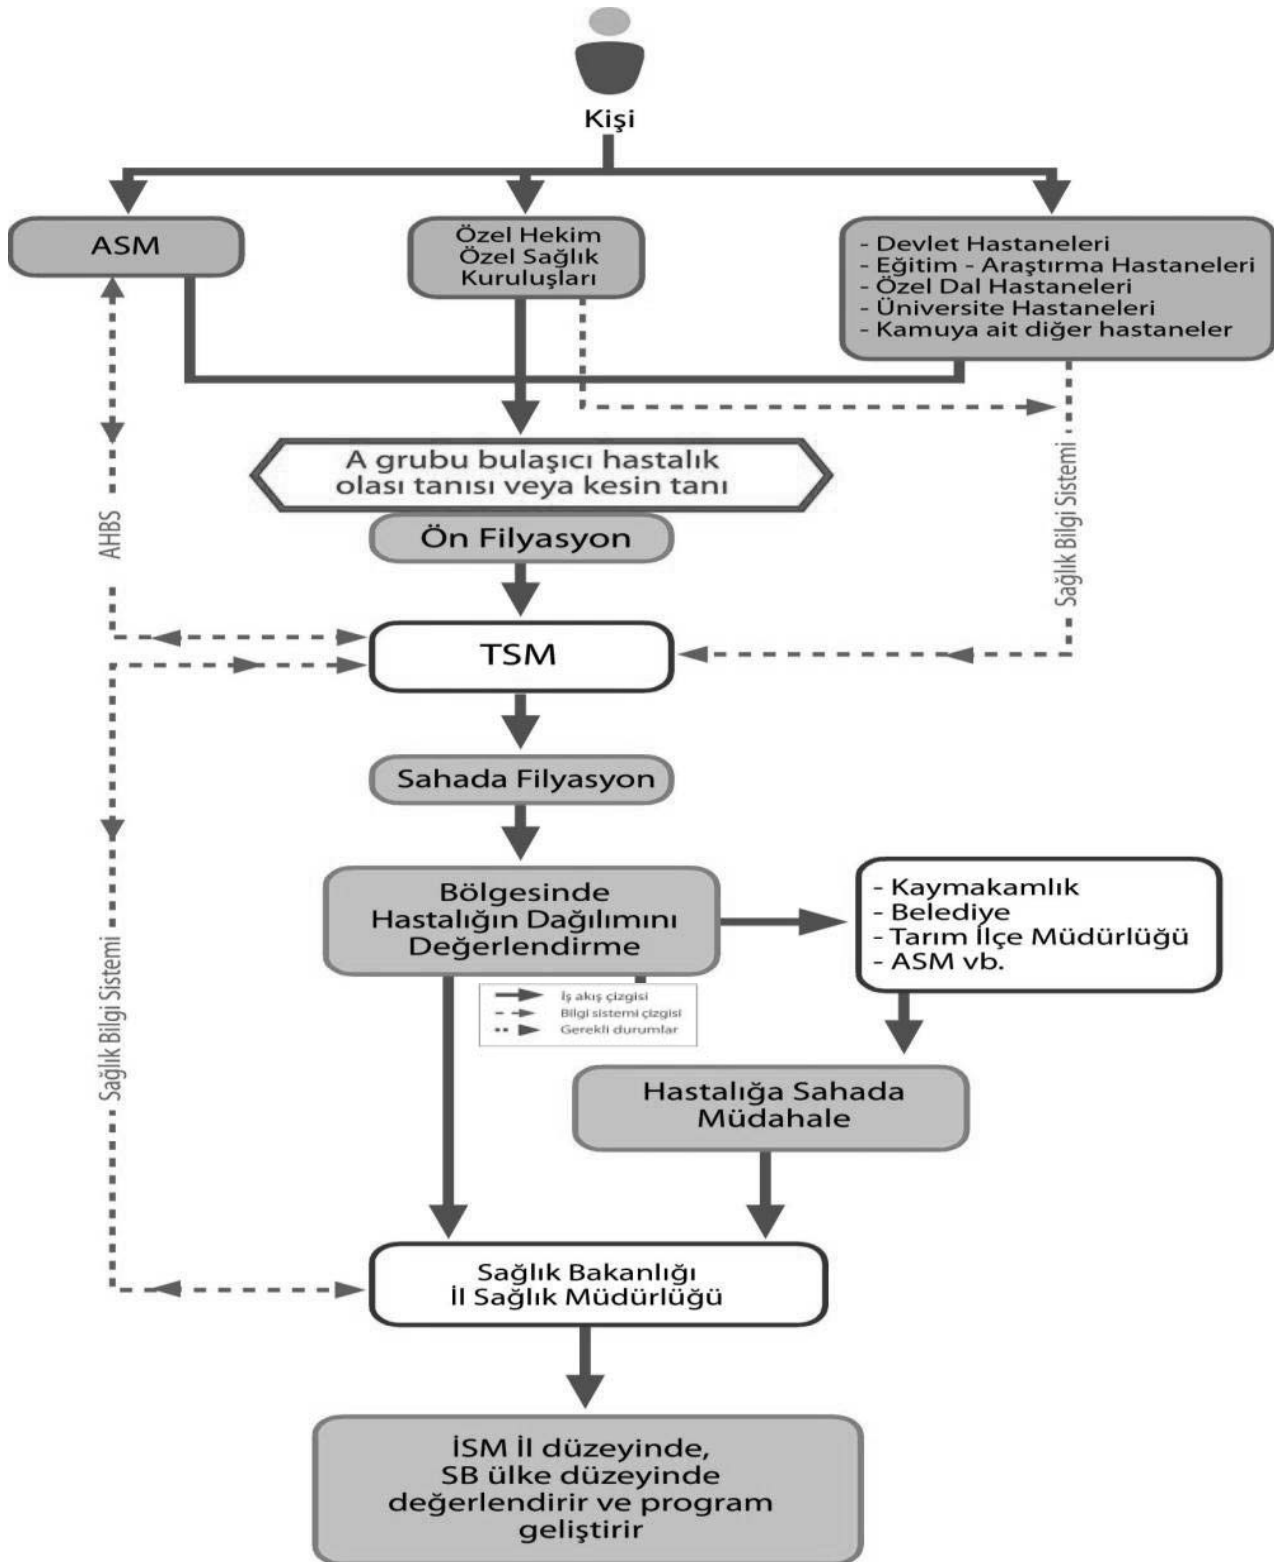 Kişi
ASM
Özel Hekim
Özel Sağlık
Kuruluşları
- Devlet Hastaneleri
- Eğitim - Araştırma Hastaneleri
- Özel Dal Hastaneleri
- Üniversite Hastaneleri
- Kamuya ait diğer hastaneler
A grubu bulaşıcı hastalık
olası tanısı veya kesin tanı
Ön Filyasyon
AHBS
Sağlık Bilgi Sistemi
TSM
Sahada Filyasyon
Bölgesinde
Hastalığın Dağılımını
Değerlendirme
- Kaymakamlık
- Belediye
- Tarım İlçe Müdürlüğü
- ASM vb.
İş akış çizgisi
Bilgi sistemi çizgisi
Gerekli durumlar
Sağlık Bilgi Sistemi
Hastalığa Sahada
Müdahale
Sağlık Bakanlığı
İl Sağlık Müdürlüğü
İSM İl düzeyinde,
SB ülke düzeyinde
değerlendirir ve program
geliştirir